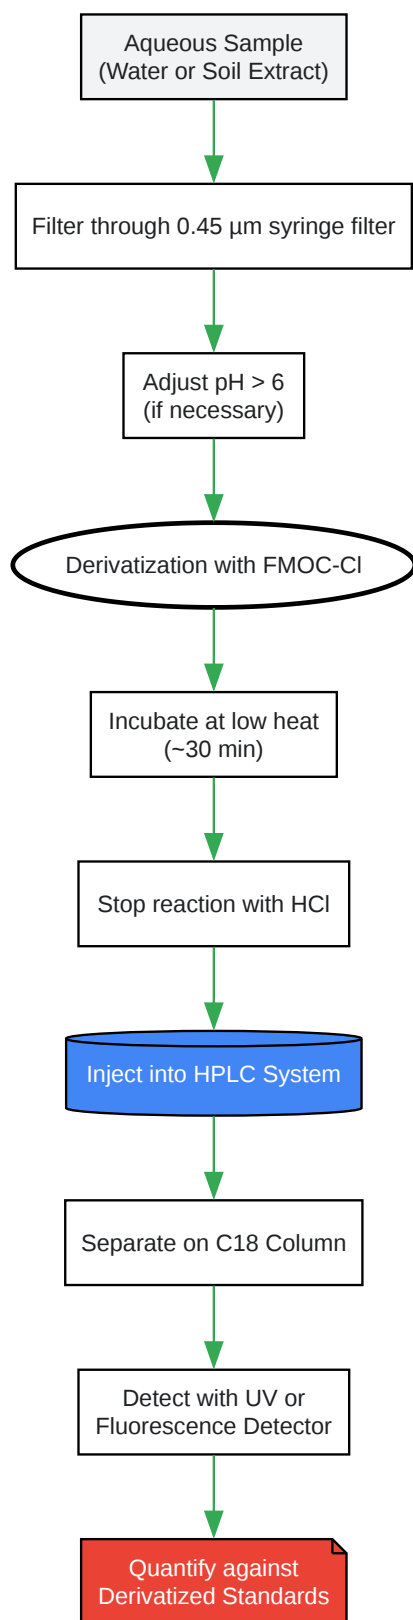 Aqueous Sample
(Water or Soil Extract)
Filter through 0.45 µm syringe filter
Adjust pH > 6
(if necessary)
Derivatization with FMOC-Cl
Incubate at low heat
(~30 min)
Stop reaction with HCl
Inject into HPLC System
Separate on C18 Column
Detect with UV or
Fluorescence Detector
Quantify against
Derivatized Standards